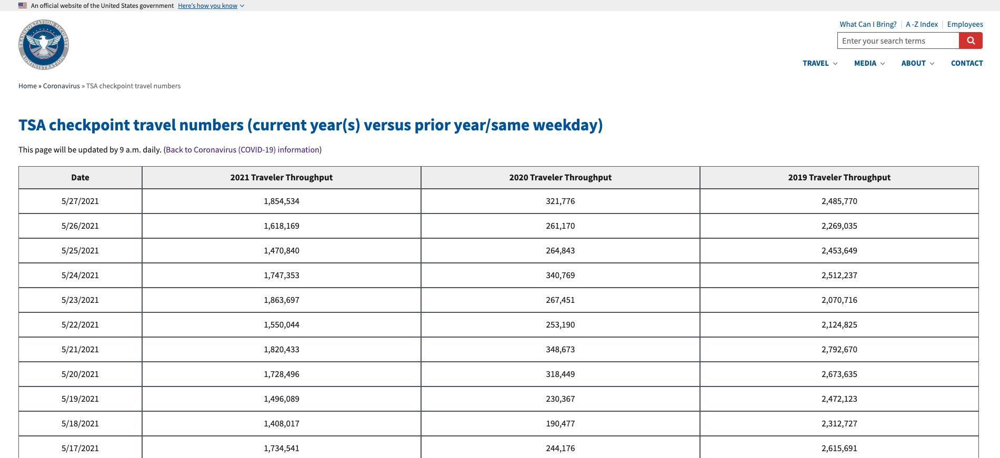 An official website of the United States government Here's how you know
TRANSPORTATION SECURITY
ADMINISTRATION
What Can I Bring? | A -Z Index | Employees
Enter your search terms
TRAVEL MEDIA ABOUT CONTACT
Home » Coronavirus » TSA checkpoint travel numbers
TSA checkpoint travel numbers (current year(s) versus prior year/same weekday)
This page will be updated by 9 a.m. daily. (Back to Coronavirus (COVID-19) information)
Date 2021 Traveler Throughput 2020 Traveler Throughput 2019 Traveler Throughput
5/27/2021 1,854,534 321,776 2,485,770
5/26/2021 1,618,169 261,170 2,269,035
5/25/2021 1,470,840 264,843 2,453,649
5/24/2021 1,747,353 340,769 2,512,237
5/23/2021 1,863,697 267,451 2,070,716
5/22/2021 1,550,044 253,190 2,124,825
5/21/2021 1,820,433 348,673 2,792,670
5/20/2021 1,728,496 318,449 2,673,635
5/19/2021 1,496,089 230,367 2,472,123
5/18/2021 1,408,017 190,477 2,312,727
5/17/2021 1,734,541 244,176 2,615,691